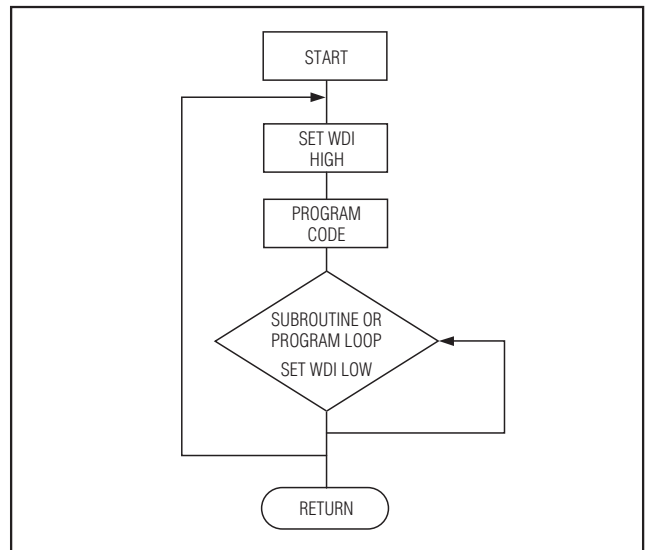 START
SET WDI
HIGH
PROGRAM
CODE
SUBROUTINE OR
PROGRAM LOOP
SET WDI LOW
RETURN